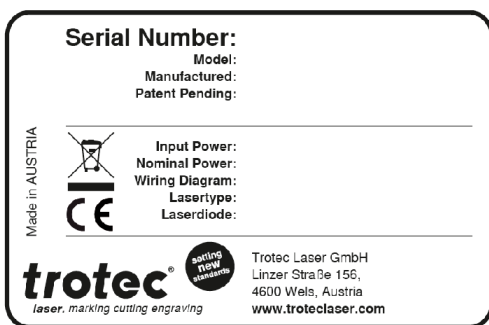 Serial Number:
Model:
Manufactured:
Patent Pending:
Made in AUSTRIA
Input Power:
Nominal Power:
Wiring Diagram:
Lasertype:
Laserdiode:
CE
trotec®
setting
new
standards
laser. marking cutting engraving
Trotec Laser GmbH
Linzer Straße 156,
4600 Wels, Austria
www.troteclaser.com